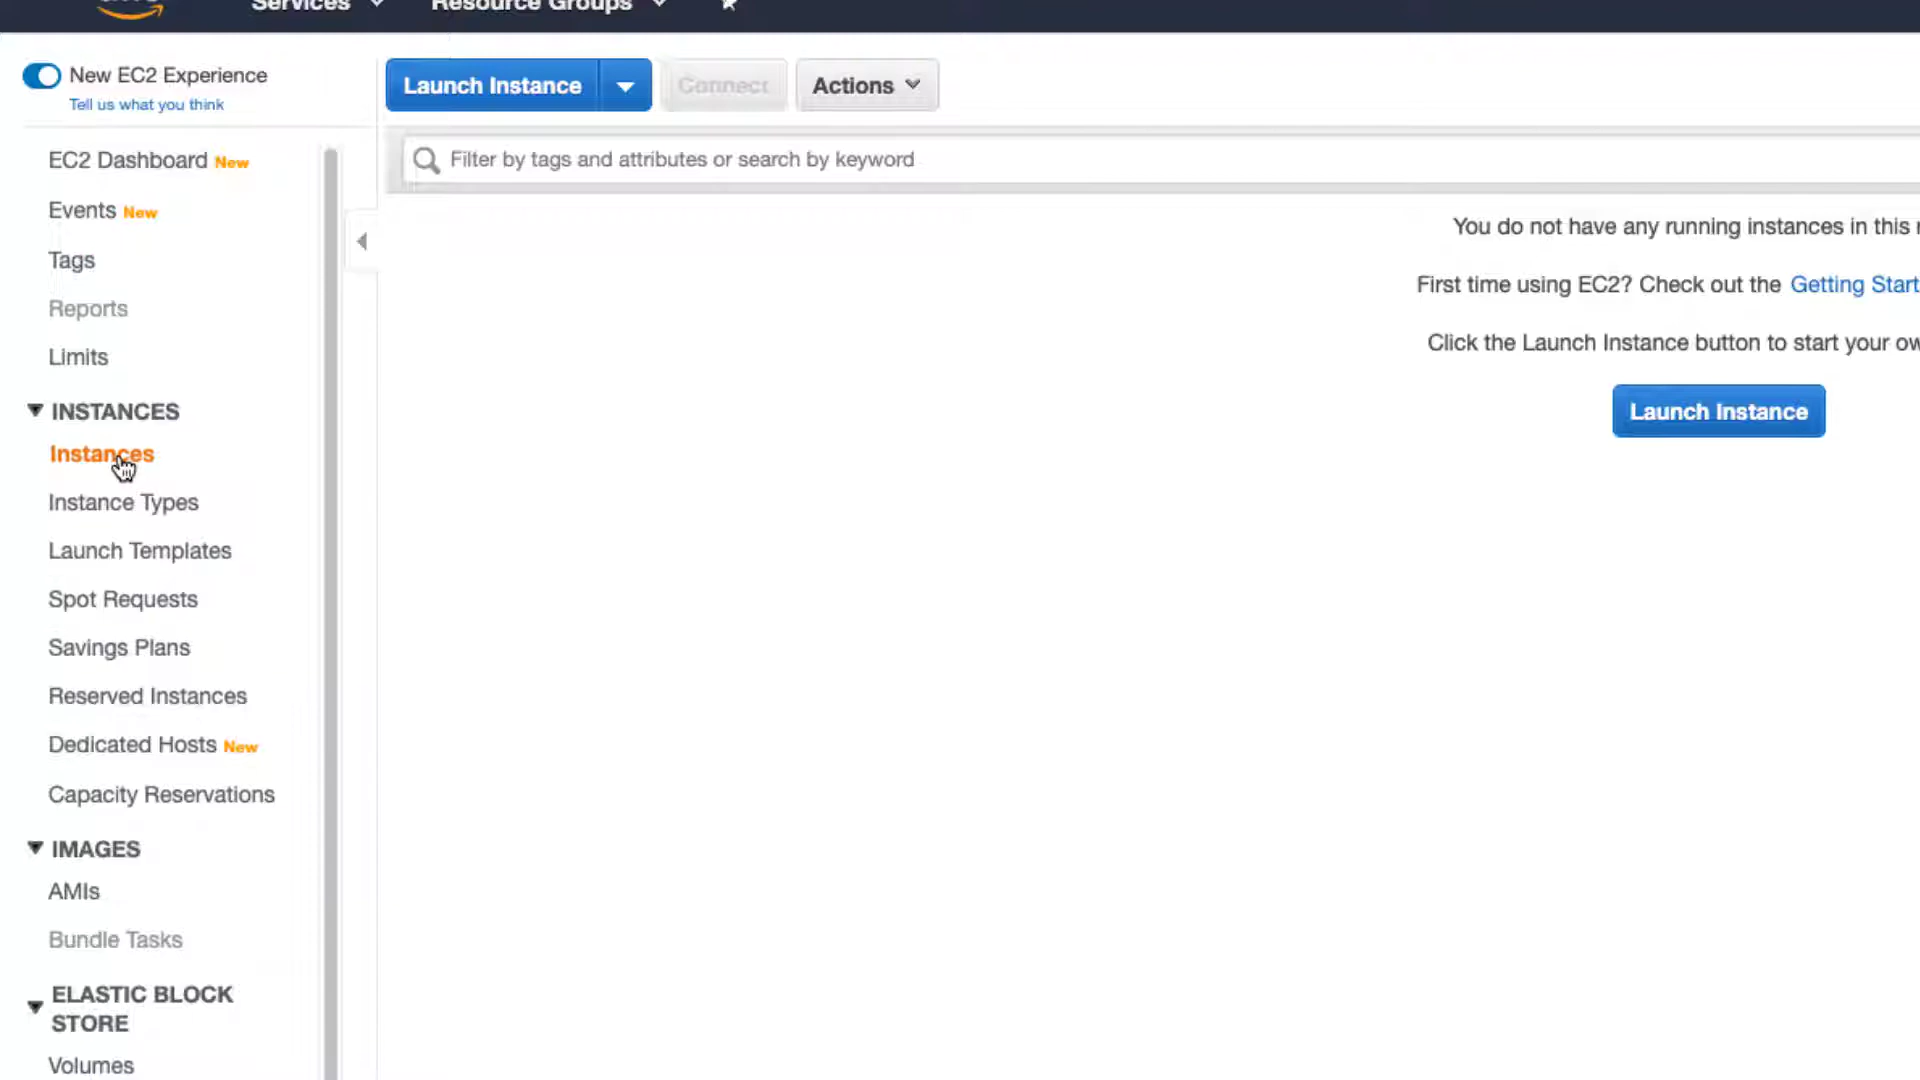 Services
Resource Groups
New EC2 Experience
Tell us what you think
Launch Instance
Connect
Actions
EC2 Dashboard New
Filter by tags and attributes or search by keyword
Events New
You do not have any running instances in this
Tags
First time using EC2? Check out the Getting Start
Reports
Click the Launch Instance button to start your ow
Limits
INSTANCES
Launch Instance
Instances
Instance Types
Launch Templates
Spot Requests
Savings Plans
Reserved Instances
Dedicated Hosts New
Capacity Reservations
IMAGES
AMIs
Bundle Tasks
ELASTIC BLOCK
STORE
Volumes